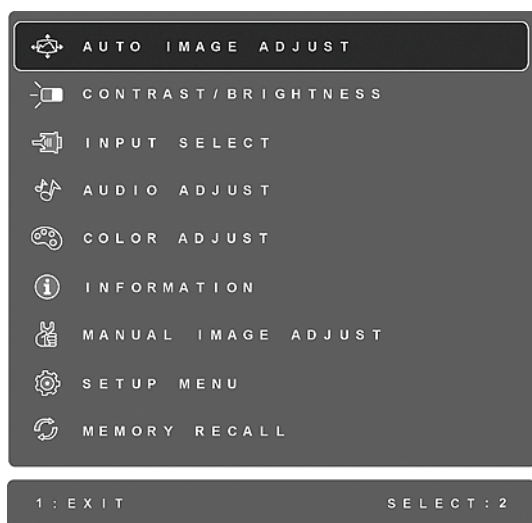 AUTO IMAGE ADJUST
CONTRAST/BRIGHTNESS
INPUT SELECT
AUDIO ADJUST
COLOR ADJUST
INFORMATION
MANUAL IMAGE ADJUST
SETUP MENU
MEMORY RECALL
1:EXIT SELECT:2